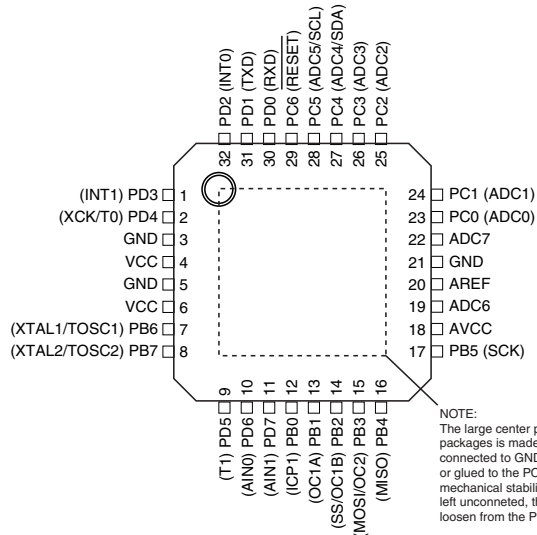 PD2 (INT0)
PD1 (TXD)
PD0 (RXD)
PC6 (RESET)
PC5 (ADC5/SCL)
PC4 (ADC4/SDA)
PC3 (ADC3)
PC2 (ADC2)
32
31
30
29
28
27
26
25
(INT1) PD3 1
(XCK/T0) PD4 2
GND 3
VCC 4
GND 5
VCC 6
(XTAL1/TOSC1) PB6 7
(XTAL2/TOSC2) PB7 8
24 PC1 (ADC1)
23 PC0 (ADC0)
22 ADC7
21 GND
20 AREF
19 ADC6
18 AVCC
17 PB5 (SCK)
9
10
11
12
13
14
15
16
(T1) PD5
(AIN0) PD6
(AIN1) PD7
(ICP1) PB0
(OC1A) PB1
(SS/OC1B) PB2
(MOSI/OC2) PB3
(MISO) PB4
NOTE:
The large center p
packages is made
connected to GND
or glued to the PC
mechanical stabili
left unconneted, th
loosen from the P